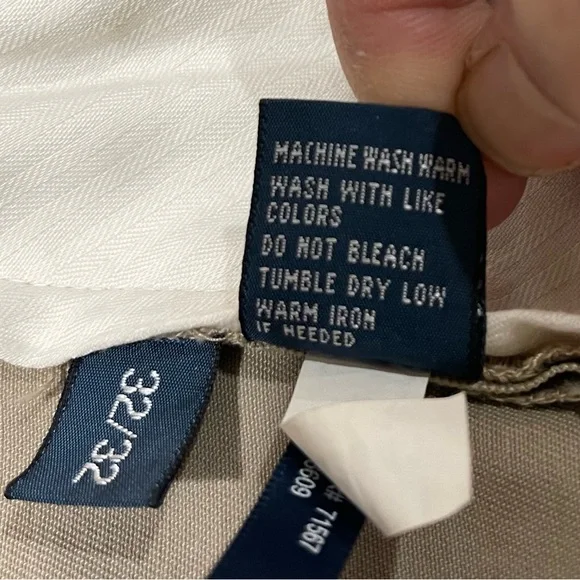 MACHINE WASH WARM
WASH WITH LIKE
COLORS
DO NOT BLEACH
TUMBLE DRY LOW
WARM IRON
IF NEEDED
32/32
# 71567